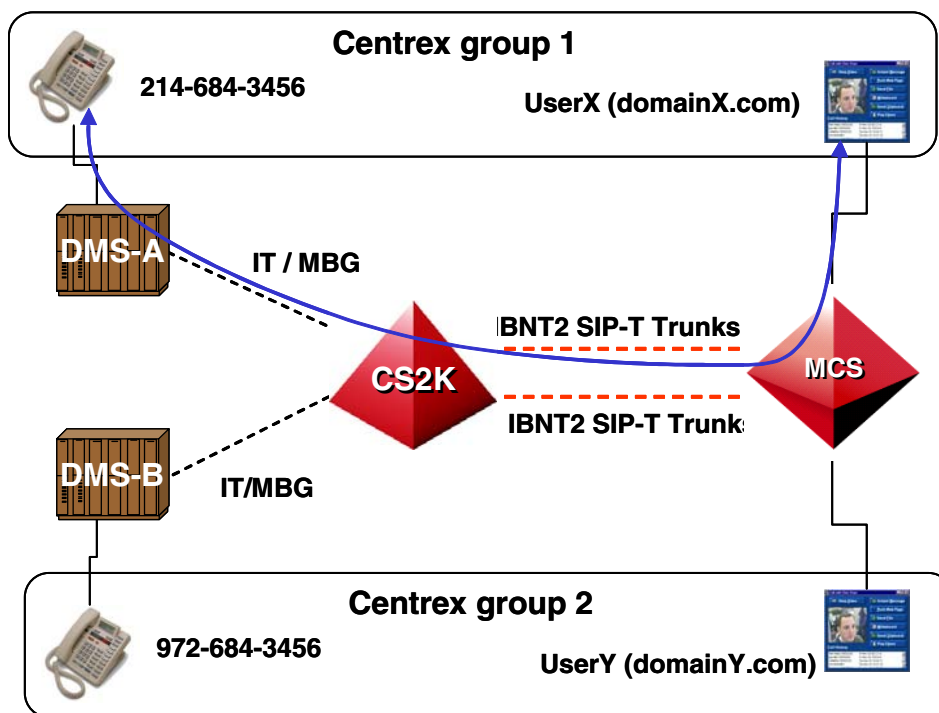 Centrex group 1
214-684-3456
UserX (domainX.com)
DMS-A
IT / MBG
IBNT2 SIP-T Trunks
CS2K
MCS
IBNT2 SIP-T Trunks
DMS-B
IT/MBG
Centrex group 2
972-684-3456
UserY (domainY.com)